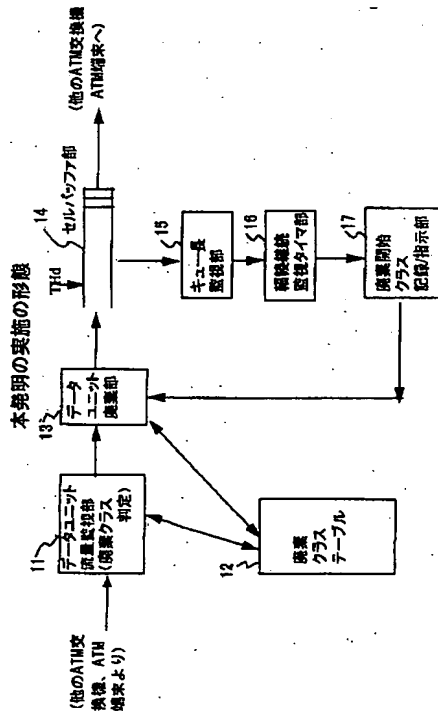 本発明の実施の形態
(他のATM交
換機、ATM
端末より)
11
データユニット
流量監視部
(廃棄クラス
判定)
12
廃棄
クラス
テーブル
13
データ
ユニット
廃棄部
THd
14
セルバッファ部
(他のATM交換機
ATM端末へ)
15
キュー長
監視部
16
輻輳継続
監視タイマ部
17
廃棄開始
クラス
記録/指示部